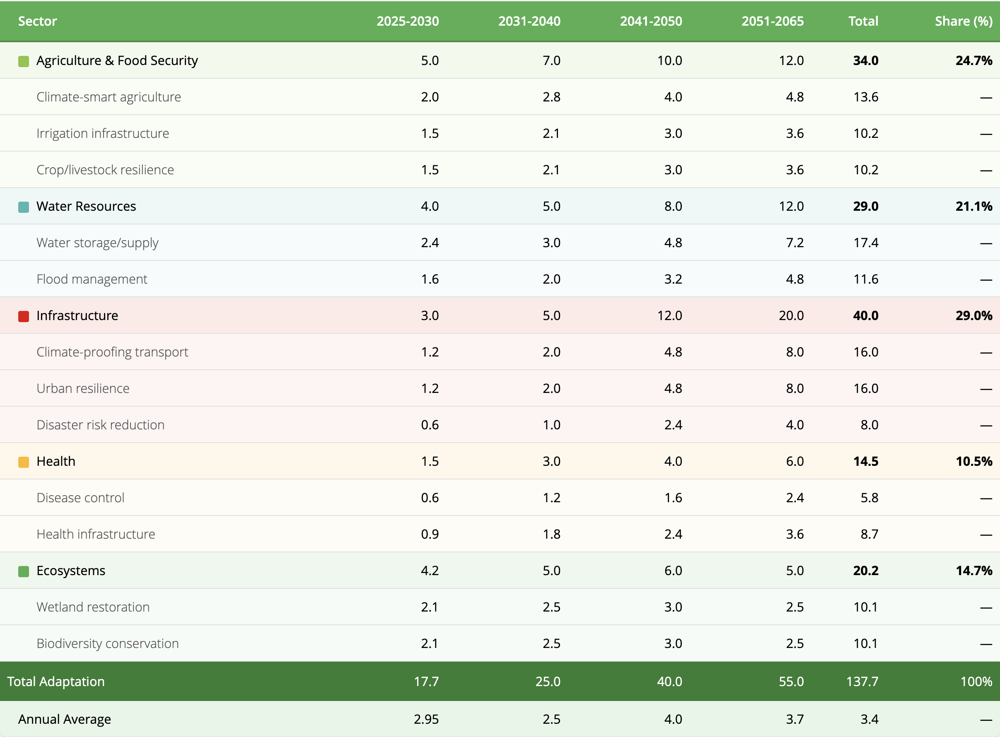 Sector 2025-2030 2031-2040 2041-2050 2051-2065 Total Share (%)
Agriculture & Food Security 5.0 7.0 10.0 12.0 34.0 24.7%
Climate-smart agriculture 2.0 2.8 4.0 4.8 13.6 —
Irrigation infrastructure 1.5 2.1 3.0 3.6 10.2 —
Crop/livestock resilience 1.5 2.1 3.0 3.6 10.2 —
Water Resources 4.0 5.0 8.0 12.0 29.0 21.1%
Water storage/supply 2.4 3.0 4.8 7.2 17.4 —
Flood management 1.6 2.0 3.2 4.8 11.6 —
Infrastructure 3.0 5.0 12.0 20.0 40.0 29.0%
Climate-proofing transport 1.2 2.0 4.8 8.0 16.0 —
Urban resilience 1.2 2.0 4.8 8.0 16.0 —
Disaster risk reduction 0.6 1.0 2.4 4.0 8.0 —
Health 1.5 3.0 4.0 6.0 14.5 10.5%
Disease control 0.6 1.2 1.6 2.4 5.8 —
Health infrastructure 0.9 1.8 2.4 3.6 8.7 —
Ecosystems 4.2 5.0 6.0 5.0 20.2 14.7%
Wetland restoration 2.1 2.5 3.0 2.5 10.1 —
Biodiversity conservation 2.1 2.5 3.0 2.5 10.1 —
Total Adaptation 17.7 25.0 40.0 55.0 137.7 100%
Annual Average 2.95 2.5 4.0 3.7 3.4 —